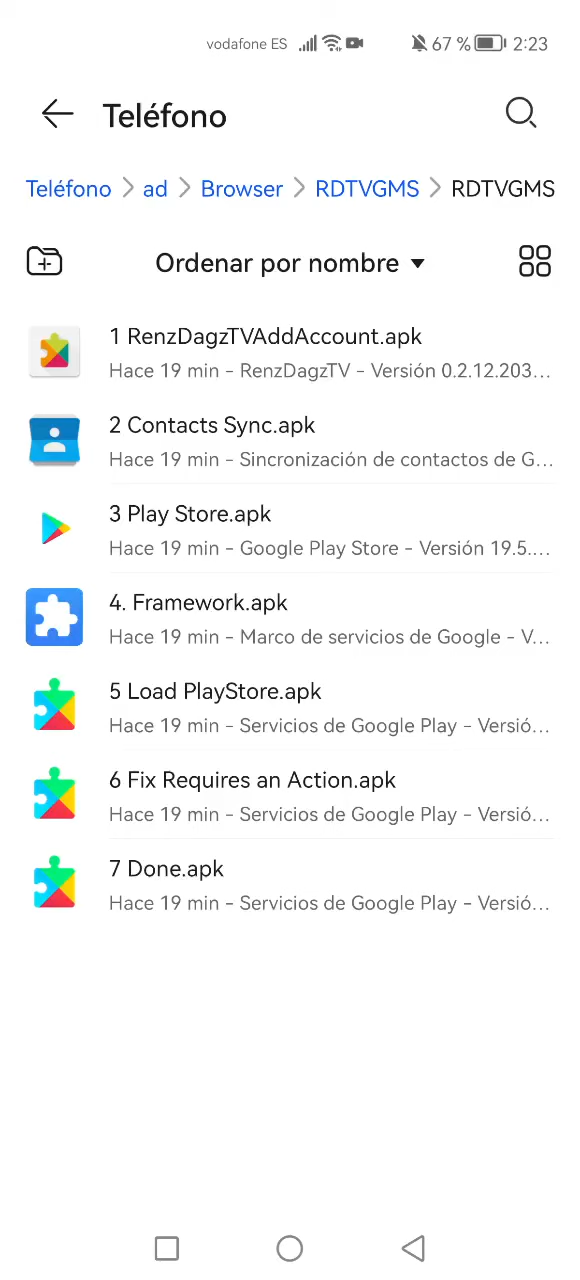 vodafone ES 67 % 2:23
Teléfono
Teléfono > ad > Browser > RDTVGMS > RDTVGMS
Ordenar por nombre
1 RenzDagzTVAddAccount.apk
Hace 19 min - RenzDagzTV - Versión 0.2.12.203...
2 Contacts Sync.apk
Hace 19 min - Sincronización de contactos de G...
3 Play Store.apk
Hace 19 min - Google Play Store - Versión 19.5....
4. Framework.apk
Hace 19 min - Marco de servicios de Google - V...
5 Load PlayStore.apk
Hace 19 min - Servicios de Google Play - Versió...
6 Fix Requires an Action.apk
Hace 19 min - Servicios de Google Play - Versió...
7 Done.apk
Hace 19 min - Servicios de Google Play - Versió...